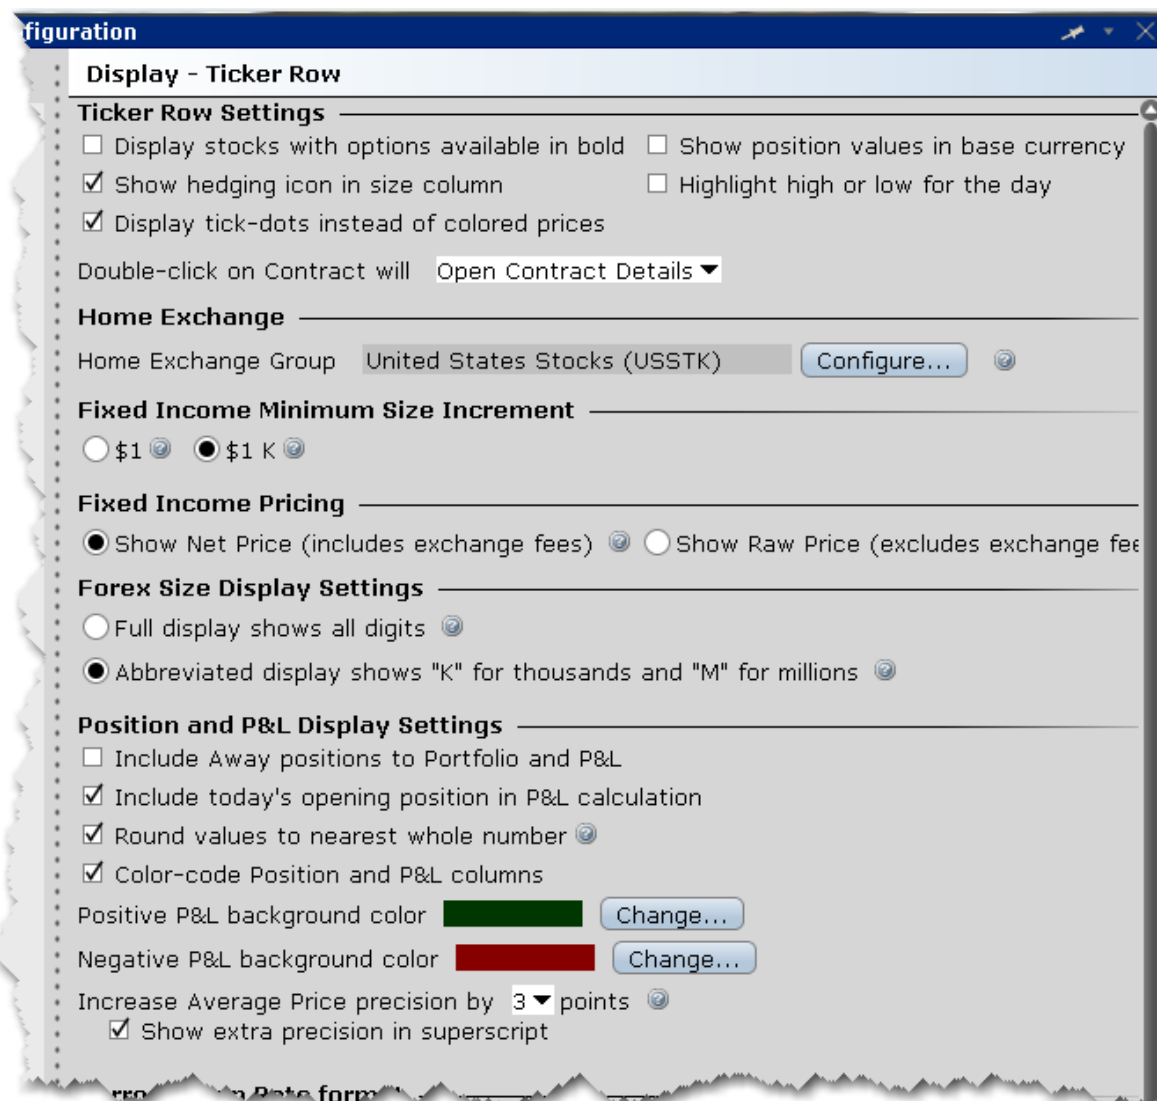 figuration
Display - Ticker Row
Ticker Row Settings
Display stocks with options available in bold Show position values in base currency
Show hedging icon in size column Highlight high or low for the day
Display tick-dots instead of colored prices
Double-click on Contract will Open Contract Details
Home Exchange
Home Exchange Group United States Stocks (USSTK) Configure...
Fixed Income Minimum Size Increment
$1 $1 K
Fixed Income Pricing
Show Net Price (includes exchange fees) Show Raw Price (excludes exchange fee
Forex Size Display Settings
Full display shows all digits
Abbreviated display shows "K" for thousands and "M" for millions
Position and P&L Display Settings
Include Away positions to Portfolio and P&L
Include today's opening position in P&L calculation
Round values to nearest whole number
Color-code Position and P&L columns
Positive P&L background color Change...
Negative P&L background color Change...
Increase Average Price precision by 3 points
Show extra precision in superscript
Rate